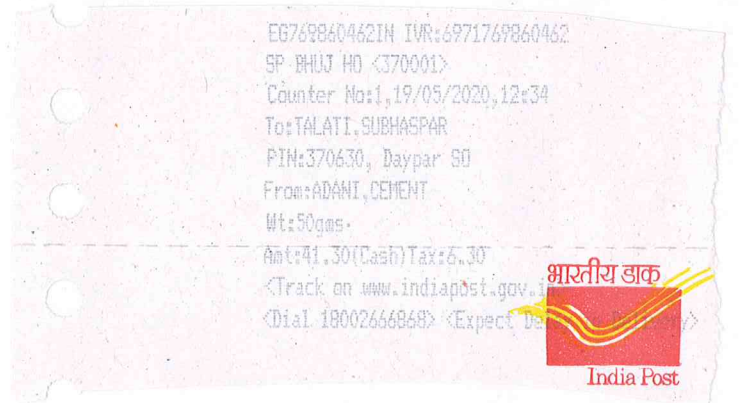 EG769860462IN IVR:6971769860462
SP BHUJ HO <370001>
Counter No:1,19/05/2020,12:34
To:TALATI,SUBHASPAR
PIN:370630, Daypar SO
From:ADANI,CEMENT
Wt:50gms.
Amt:41.30(Cash)Tax:6.30
<Track on www.indiapost.gov.i
<Dial 18002666868> <Expect
भारतीय डाक
India Post